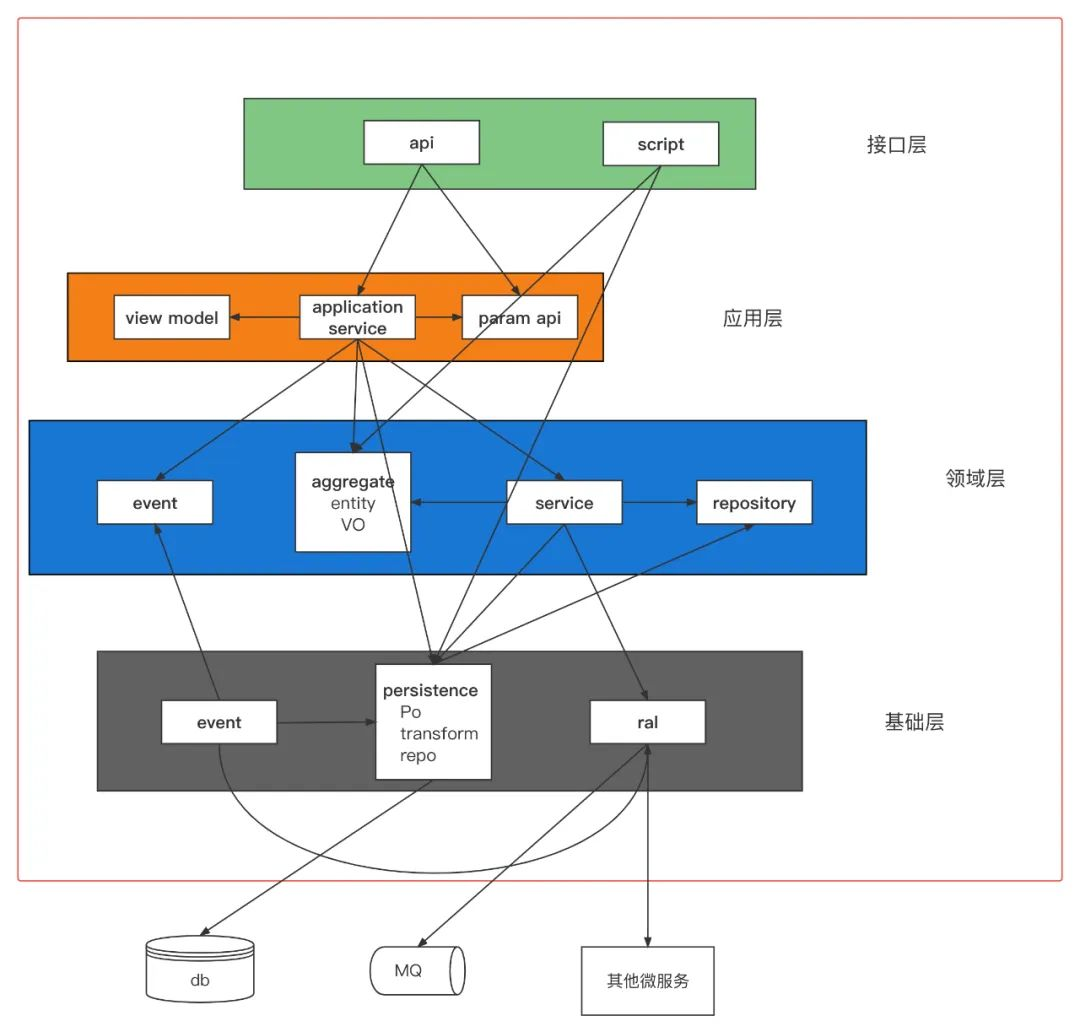 api
script
接口层
view model
application
service
param api
应用层
event
aggregate
entity
VO
service
repository
领域层
event
persistence
Po
transform
repo
ral
基础层
db
MQ
其他微服务